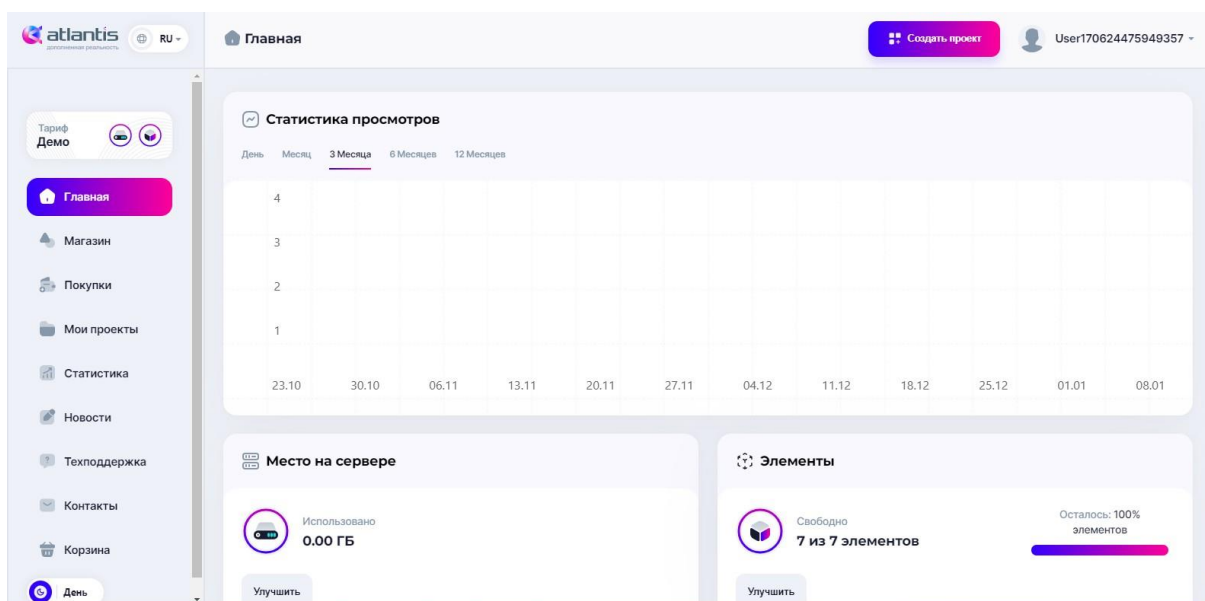 atlantis
дополненная реальность
RU
Главная
Создать проект
User170624475949357
Тариф
Демо
Главная
Магазин
Покупки
Мои проекты
Статистика
Новости
Техподдержка
Контакты
Корзина
День
Статистика просмотров
День Месяц 3 Месяца 6 Месяцев 12 Месяцев
4
3
2
1
23.10 30.10 06.11 13.11 20.11 27.11 04.12 11.12 18.12 25.12 01.01 08.01
Место на сервере
Использовано
0.00 ГБ
Улучшить
Элементы
Свободно
7 из 7 элементов
Осталось: 100%
элементов
Улучшить